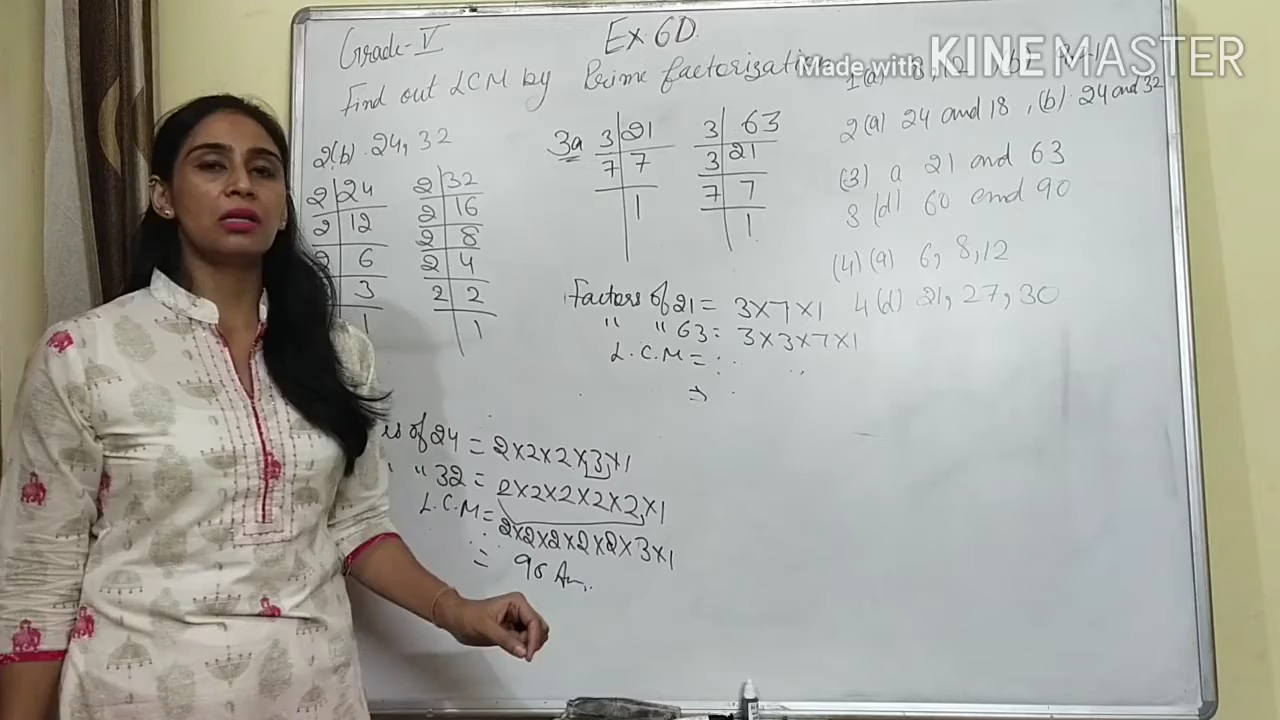 Grade-V
Ex. 6D.
Made with KINEMASTER
Find out LCM by Prime factorization
1(a) 8,12 (b)
2(a) 24 and 18, (b). 24 and 32
(3) a 21 and 63
3 (d) 60 and 90
(4)(a) 6, 8, 12
4(d) 21, 27, 30
2(b). 24, 32
2 24
2 12
2 6
3
1
2 32
2 16
2 8
2 4
2 2
1
3a
3 21
7 7
1
3 63
3 21
7 7
1
Factors of 21 = 3×7×1
" " 63 = 3×3×7×1
L.C.M =
⇒
of 24 = 2×2×2×3×1
" 32 = 2×2×2×2×2×1
L.C.M = 2×2×2×2×2×3×1
= 96 Ans.